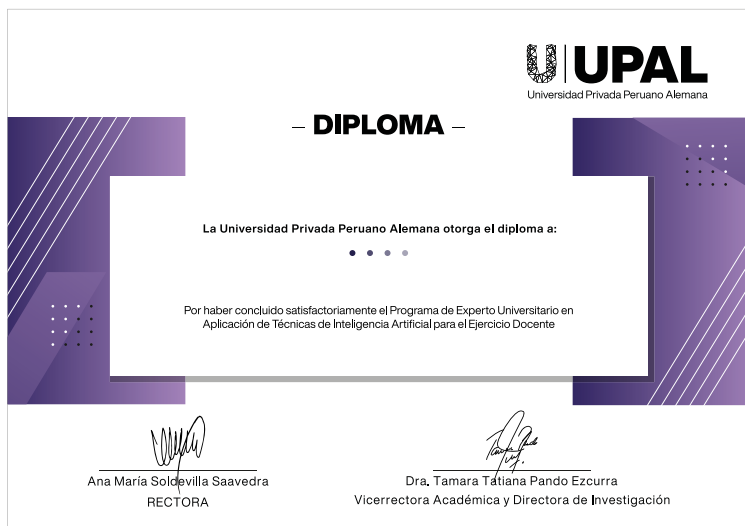 UPAL
Universidad Privada Peruano Alemana
– DIPLOMA –
La Universidad Privada Peruano Alemana otorga el diploma a:
Por haber concluido satisfactoriamente el Programa de Experto Universitario en
Aplicación de Técnicas de Inteligencia Artificial para el Ejercicio Docente
Ana María Soldevilla Saavedra
RECTORA
Dra. Tamara Tatiana Pando Ezcurra
Vicerrectora Académica y Directora de Investigación